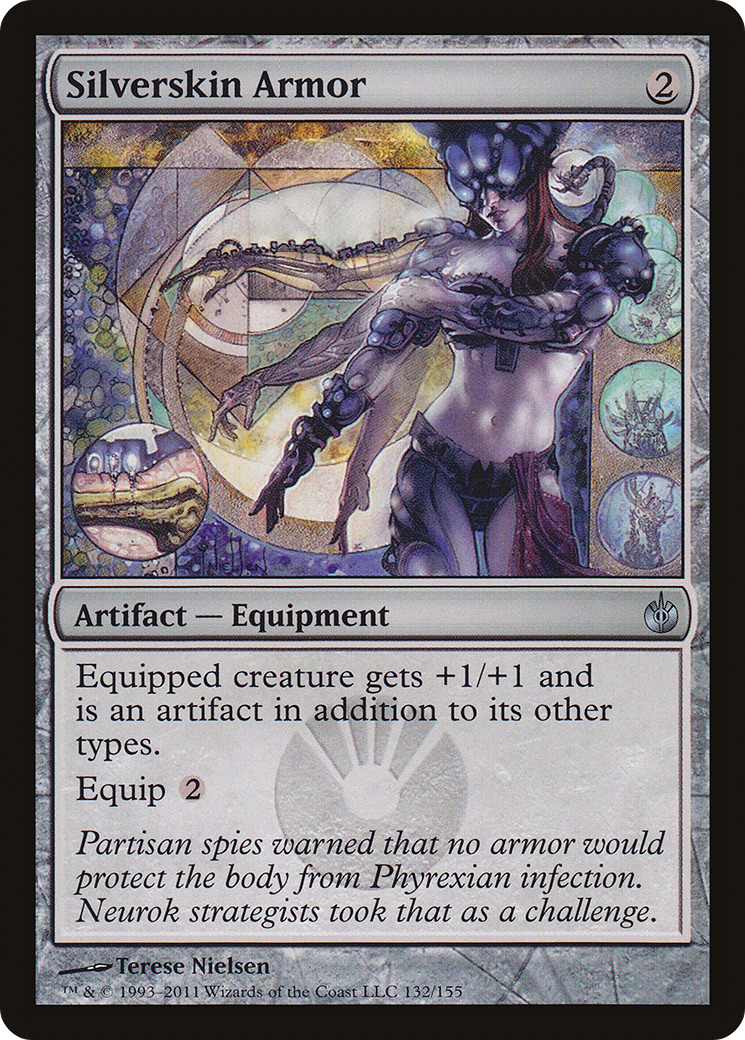 Silverskin Armor
2
Nielsen
Artifact — Equipment
Equipped creature gets +1/+1 and
is an artifact in addition to its other
types.
Equip 2
Partisan spies warned that no armor would
protect the body from Phyrexian infection.
Neurok strategists took that as a challenge.
Terese Nielsen
™ & © 1993–2011 Wizards of the Coast LLC 132/155